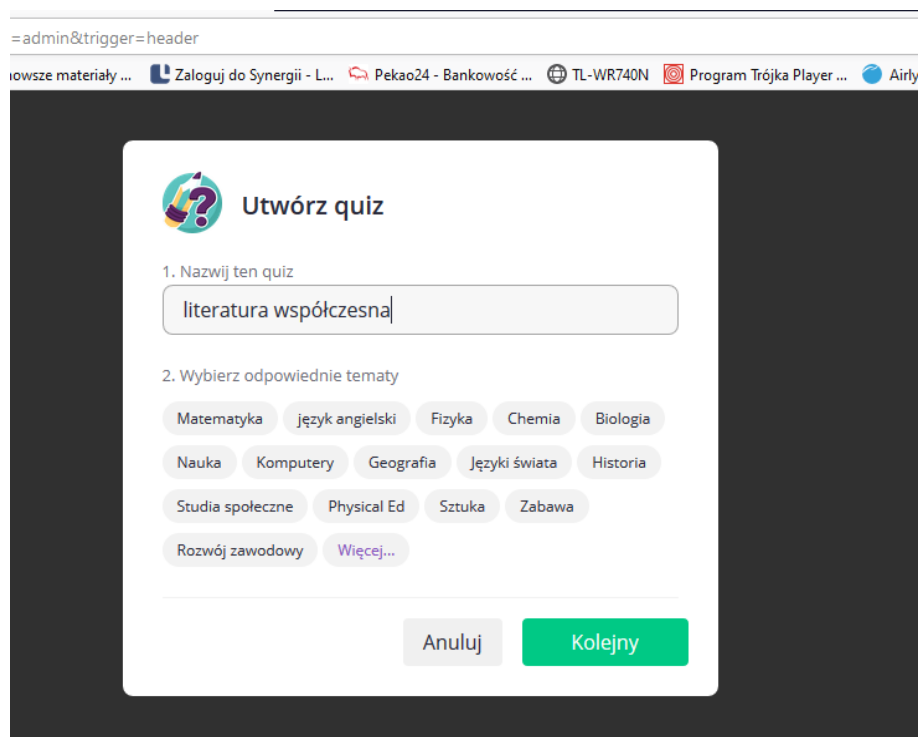 =admin&trigger=header
nowsze materiały ... Zaloguj do Synergii - L... Pekao24 - Bankowość ... TL-WR740N Program Trójka Player ... Airly
Utwórz quiz
1. Nazwij ten quiz
literatura współczesna
2. Wybierz odpowiednie tematy
Matematyka język angielski Fizyka Chemia Biologia
Nauka Komputery Geografia Języki świata Historia
Studia społeczne Physical Ed Sztuka Zabawa
Rozwój zawodowy Więcej...
Anuluj Kolejny